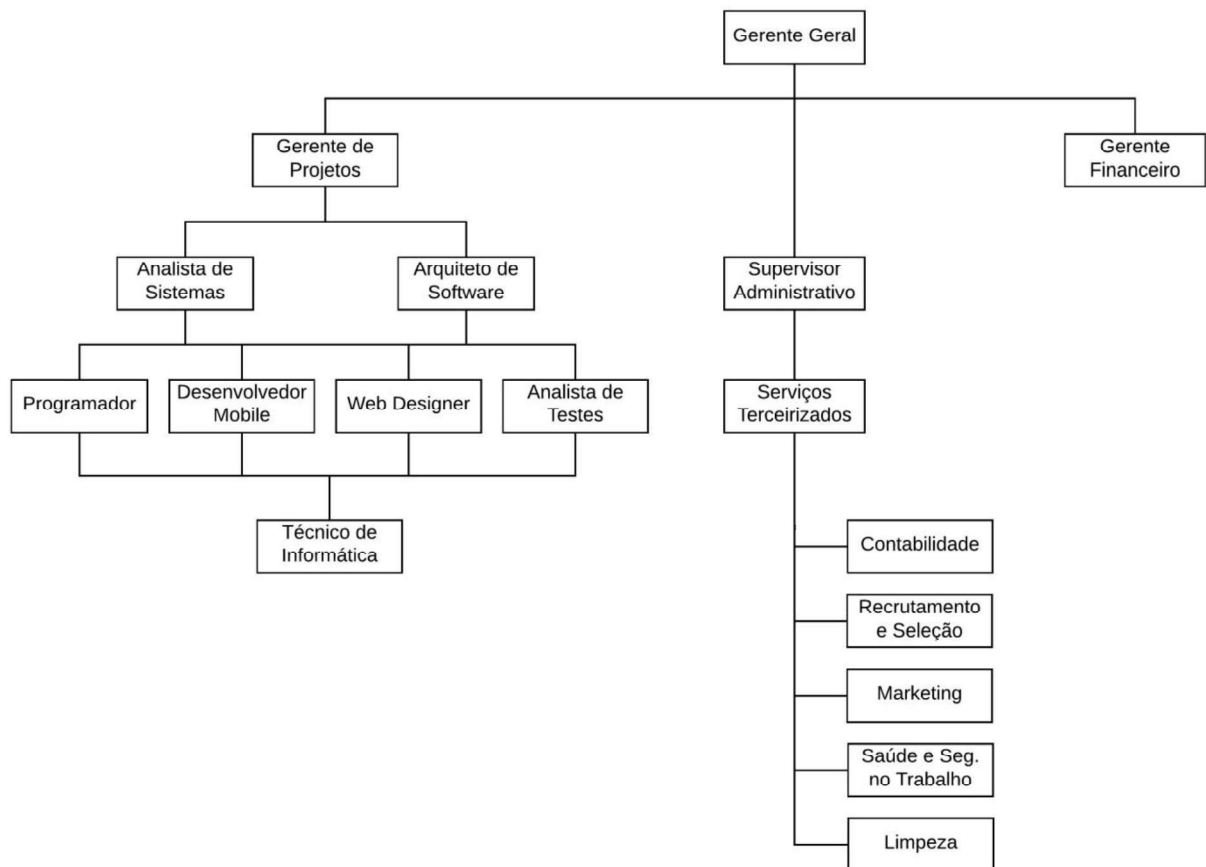 Gerente Geral
Gerente de
Projetos
Gerente
Financeiro
Analista de
Sistemas
Arquiteto de
Software
Supervisor
Administrativo
Programador
Desenvolvedor
Mobile
Web Designer
Analista de
Testes
Serviços
Terceirizados
Técnico de
Informática
Contabilidade
Recrutamento
e Seleção
Marketing
Saúde e Seg.
no Trabalho
Limpeza